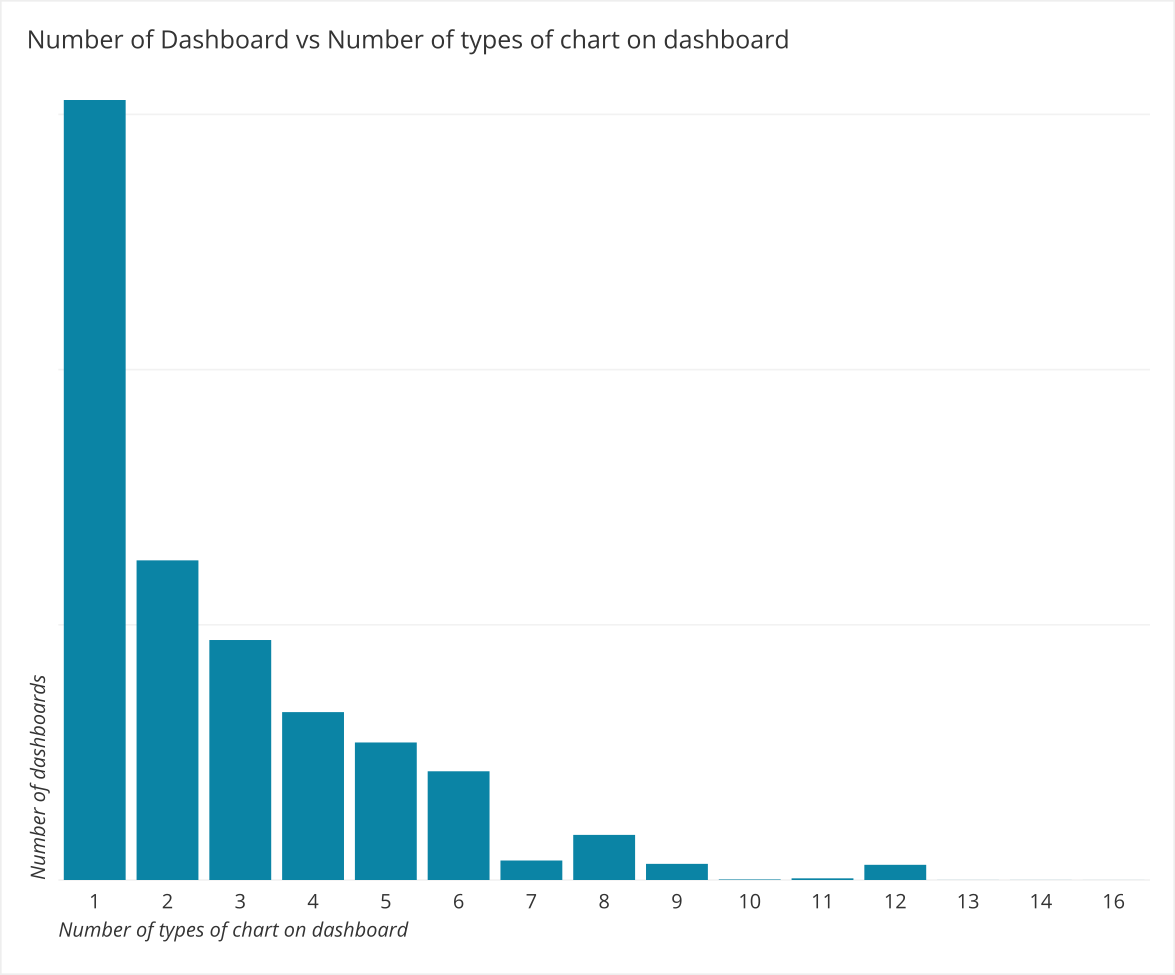 Number of Dashboard vs Number of types of chart on dashboard
Number of dashboards
1 2 3 4 5 6 7 8 9 10 11 12 13 14 16
Number of types of chart on dashboard